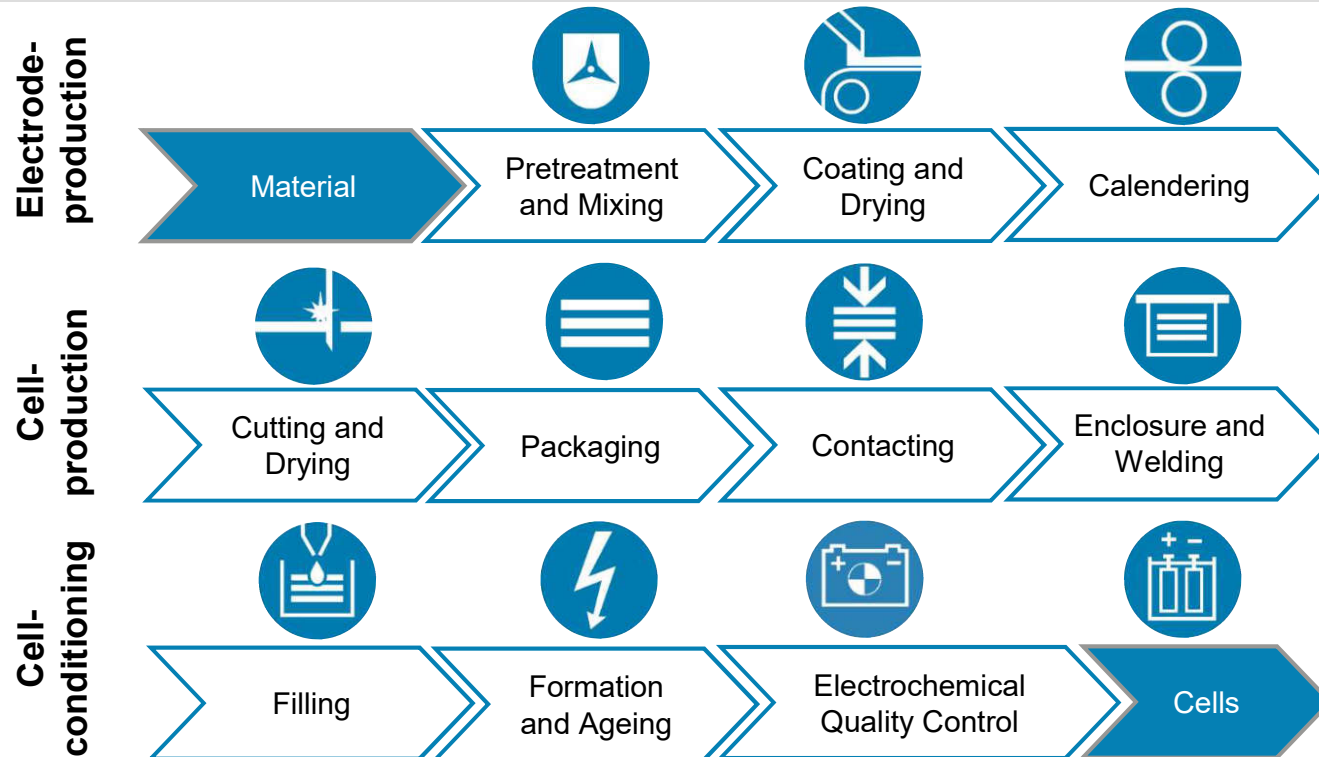 Electrode-
production
Material
Pretreatment
and Mixing
Coating and
Drying
Calendering
Cell-
production
Cutting and
Drying
Packaging
Contacting
Enclosure and
Welding
Cell-
conditioning
Filling
Formation
and Ageing
+ -
Electrochemical
Quality Control
+ -
Cells